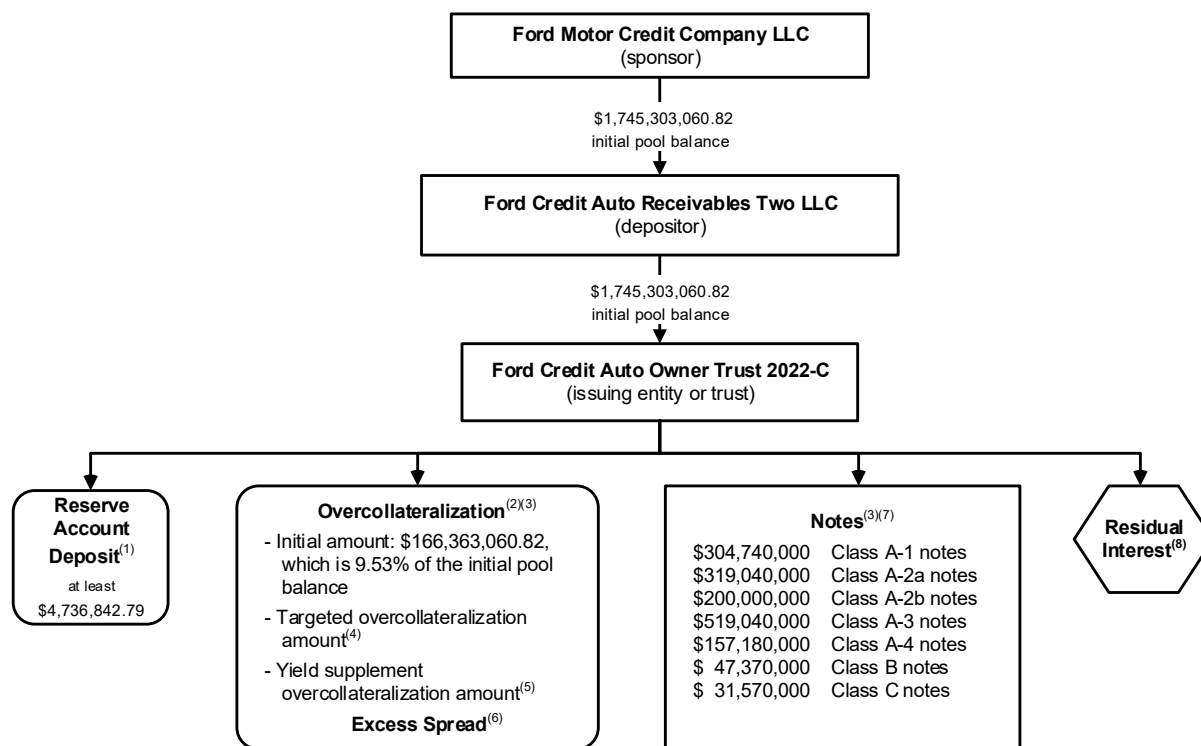 Ford Motor Credit Company LLC
(sponsor)
$1,745,303,060.82
initial pool balance
Ford Credit Auto Receivables Two LLC
(depositor)
$1,745,303,060.82
initial pool balance
Ford Credit Auto Owner Trust 2022-C
(issuing entity or trust)
Reserve
Account
Deposit(1)
at least
$4,736,842.79
Overcollateralization(2)(3)
- Initial amount: $166,363,060.82,
which is 9.53% of the initial pool
balance
- Targeted overcollateralization
amount(4)
- Yield supplement
overcollateralization amount(5)
Excess Spread(6)
Notes(3)(7)
$304,740,000 Class A-1 notes
$319,040,000 Class A-2a notes
$200,000,000 Class A-2b notes
$519,040,000 Class A-3 notes
$157,180,000 Class A-4 notes
$ 47,370,000 Class B notes
$ 31,570,000 Class C notes
Residual
Interest(8)